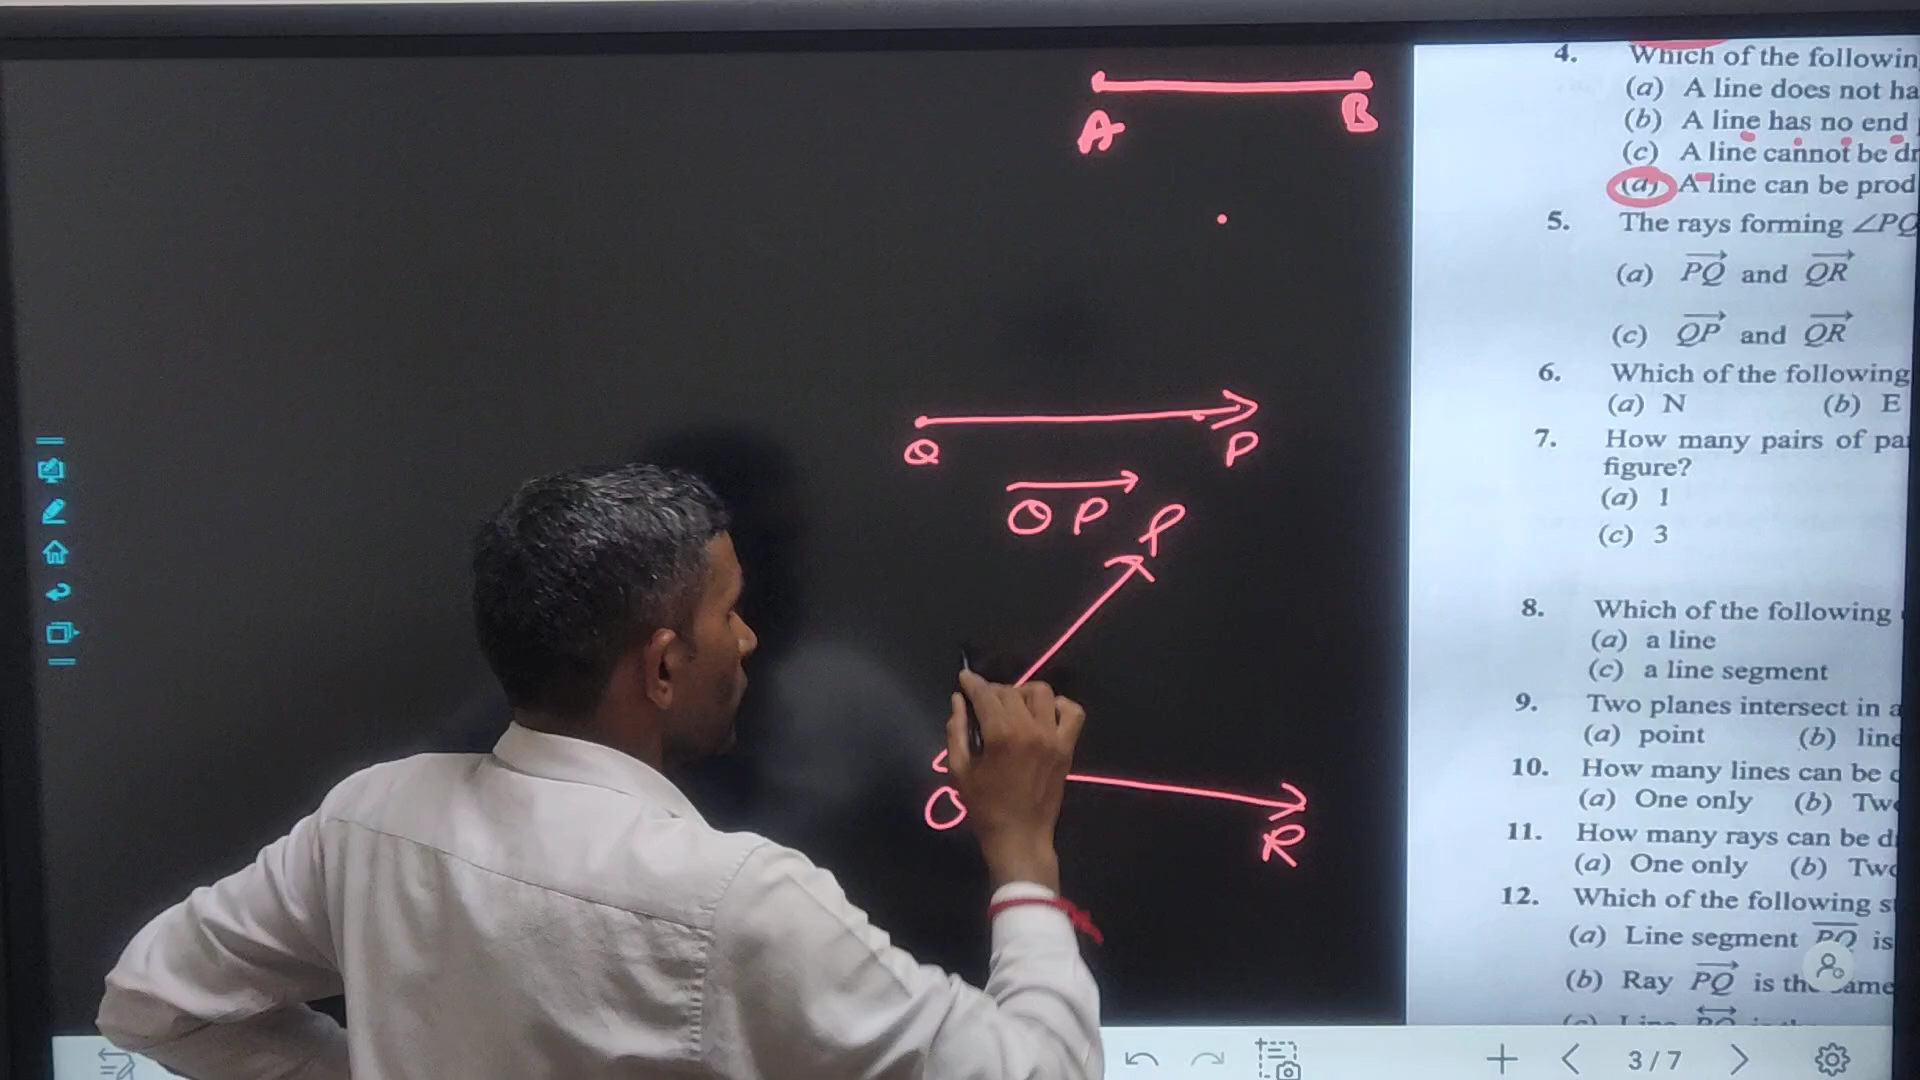 A B
Q P
OP
P
O
R
4. Which of the followin
(a) A line does not ha
(b) A line has no end
(c) A line cannot be dr
(d) A line can be prod
5. The rays forming ∠PQ
(a) PQ and QR
(c) QP and QR
6. Which of the following
(a) N (b) E
7. How many pairs of pa
figure?
(a) 1
(c) 3
8. Which of the following
(a) a line
(c) a line segment
9. Two planes intersect in a
(a) point (b) line
10. How many lines can be d
(a) One only (b) Two
11. How many rays can be d
(a) One only (b) Two
12. Which of the following s
(a) Line segment PQ is
(b) Ray PQ is the same
3/7